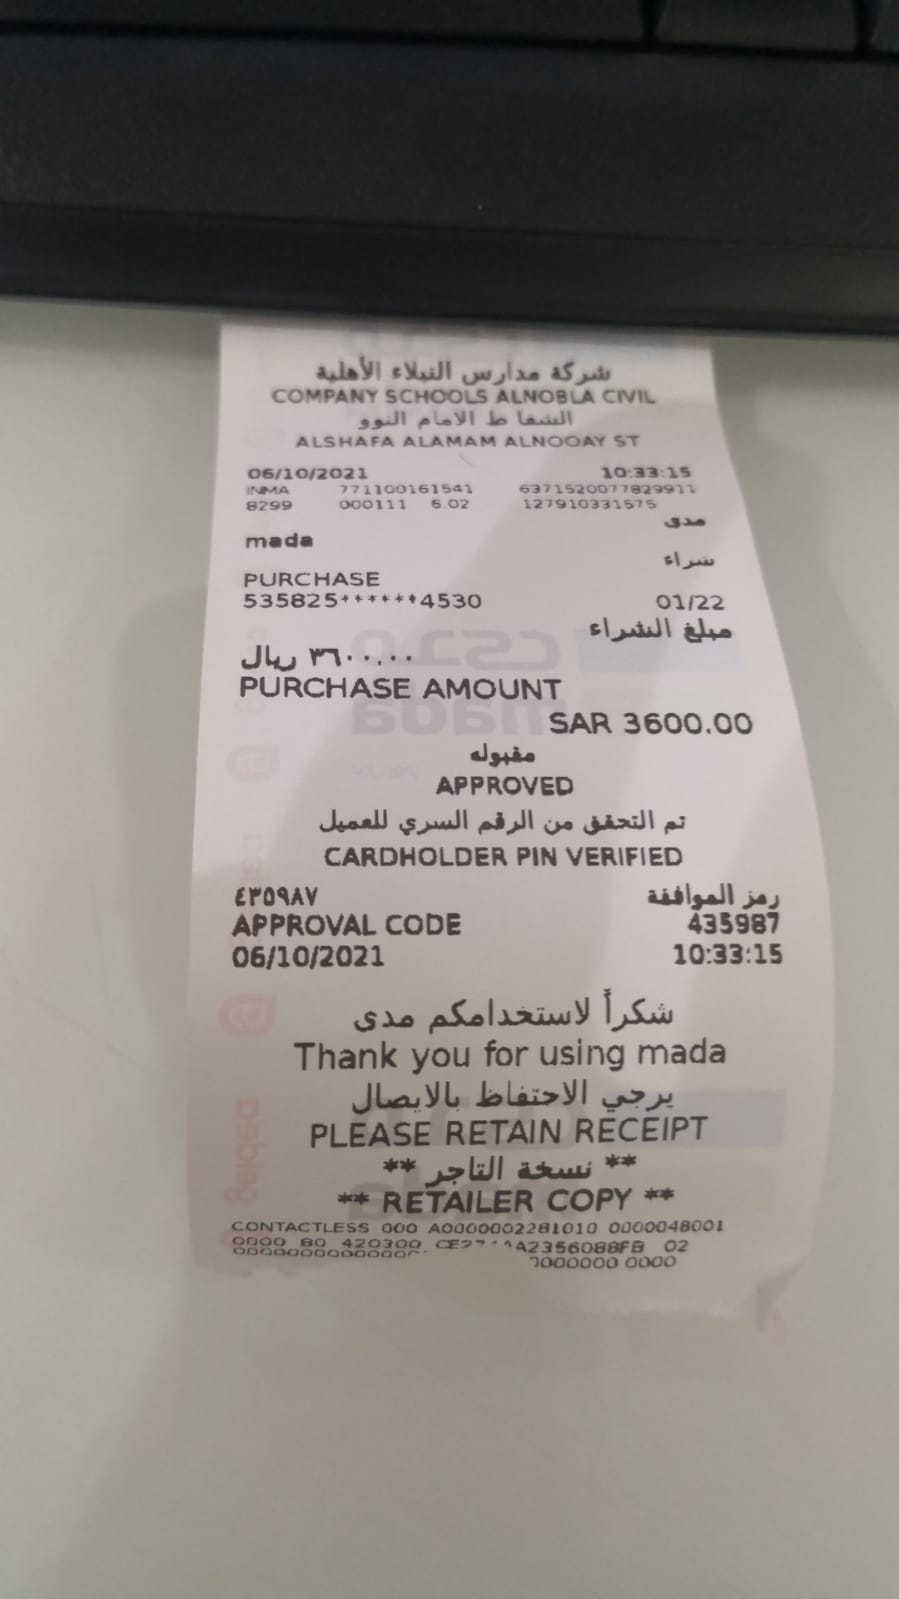 شركة مدارس النبلاء الأهلية
COMPANY SCHOOLS ALNOBLA CIVIL
الشفا ط الامام النوو
ALSHAFA ALAMAM ALNOOAY ST
06/10/2021 10:33:15
INMA 771100161541 6371520077829911
8299 000111 6.02 127910331575
مدى
mada
شراء
PURCHASE
535825******4530 01/22
مبلغ الشراء
٣٦٠٠.٠٠ ريال
PURCHASE AMOUNT
SAR 3600.00
مقبوله
APPROVED
تم التحقق من الرقم السري للعميل
CARDHOLDER PIN VERIFIED
رمز الموافقة ٤٣٥٩٨٧
APPROVAL CODE 435987
06/10/2021 10:33:15
شكراً لاستخدامكم مدى
Thank you for using mada
يرجي الاحتفاظ بالايصال
PLEASE RETAIN RECEIPT
** نسخة التاجر **
** RETAILER COPY **
CONTACTLESS 000 A0000002281010 0000048001
0000 80 420300 02
0000